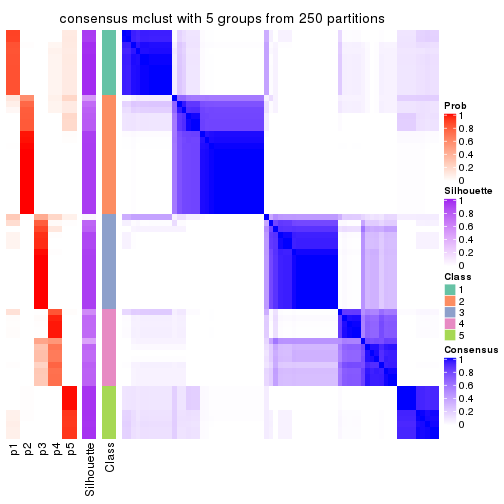 consensus mclust with 5 groups from 250 partitions
Prob
1
0.8
0.6
0.4
0.2
0
Silhouette
1
0.8
0.6
0.4
0.2
0
Class
1
2
3
4
5
Consensus
1
0.8
0.6
0.4
0.2
0
p1
p2
p3
p4
p5
Silhouette
Class